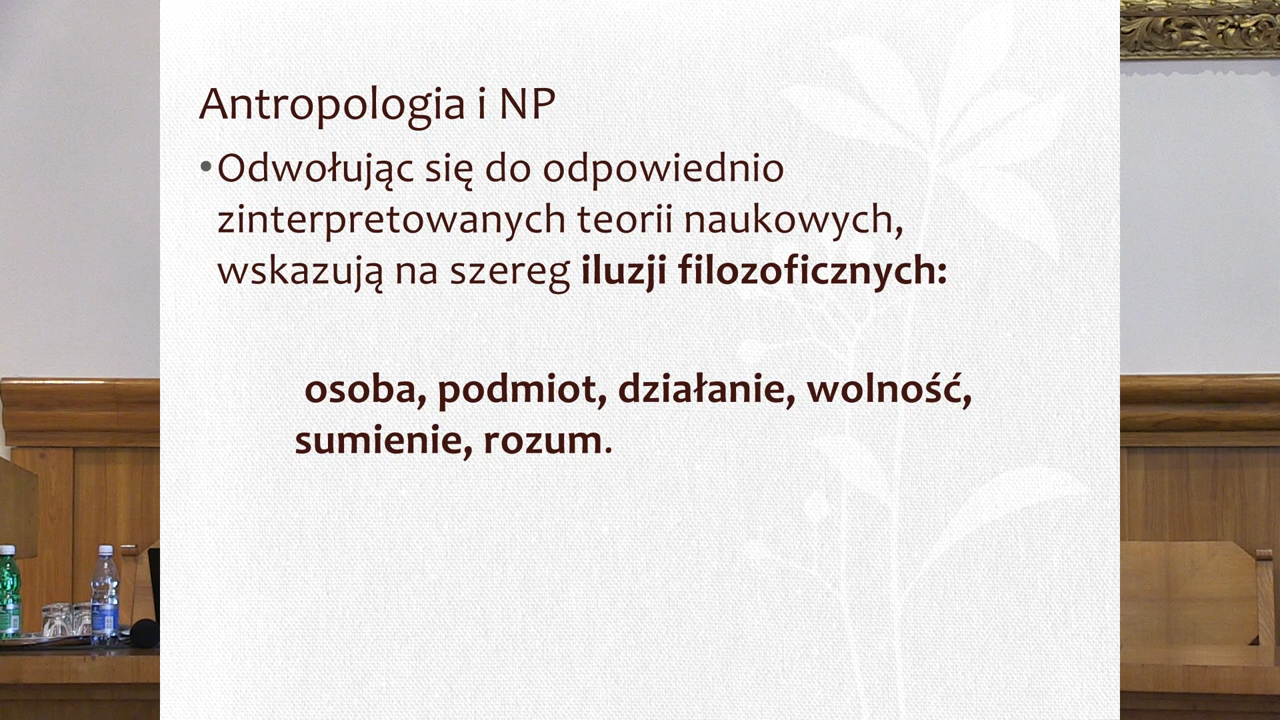 Antropologia i NP
•Odwołując się do odpowiednio
zinterpretowanych teorii naukowych,
wskazują na szereg iluzji filozoficznych:
osoba, podmiot, działanie, wolność,
sumienie, rozum.